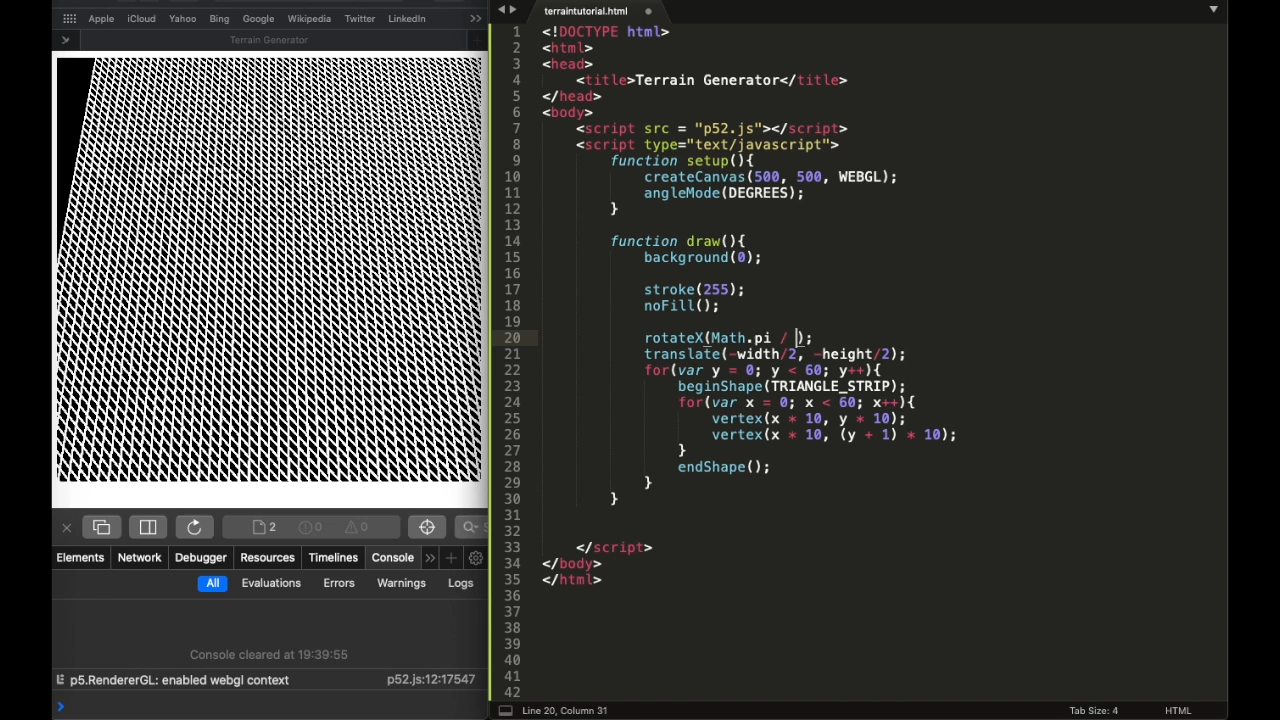 Apple iCloud Yahoo Bing Google Wikipedia Twitter LinkedIn >>
Terrain Generator
× 2 0 0
Elements Network Debugger Resources Timelines Console >> +
All Evaluations Errors Warnings Logs
Console cleared at 19:39:55
p5.RendererGL: enabled webgl context p52.js:12:17547
>
terraintutorial.html
1 <!DOCTYPE html>
2 <html>
3 <head>
4 <title>Terrain Generator</title>
5 </head>
6 <body>
7 <script src = "p52.js"></script>
8 <script type="text/javascript">
9 function setup(){
10 createCanvas(500, 500, WEBGL);
11 angleMode(DEGREES);
12 }
13
14 function draw(){
15 background(0);
16
17 stroke(255);
18 noFill();
19
20 rotateX(Math.pi / );
21 translate(-width/2, -height/2);
22 for(var y = 0; y < 60; y++){
23 beginShape(TRIANGLE_STRIP);
24 for(var x = 0; x < 60; x++){
25 vertex(x * 10, y * 10);
26 vertex(x * 10, (y + 1) * 10);
27 }
28 endShape();
29 }
30 }
31
32
33 </script>
34 </body>
35 </html>
36
37
38
39
40
41
42
Line 20, Column 31 Tab Size: 4 HTML